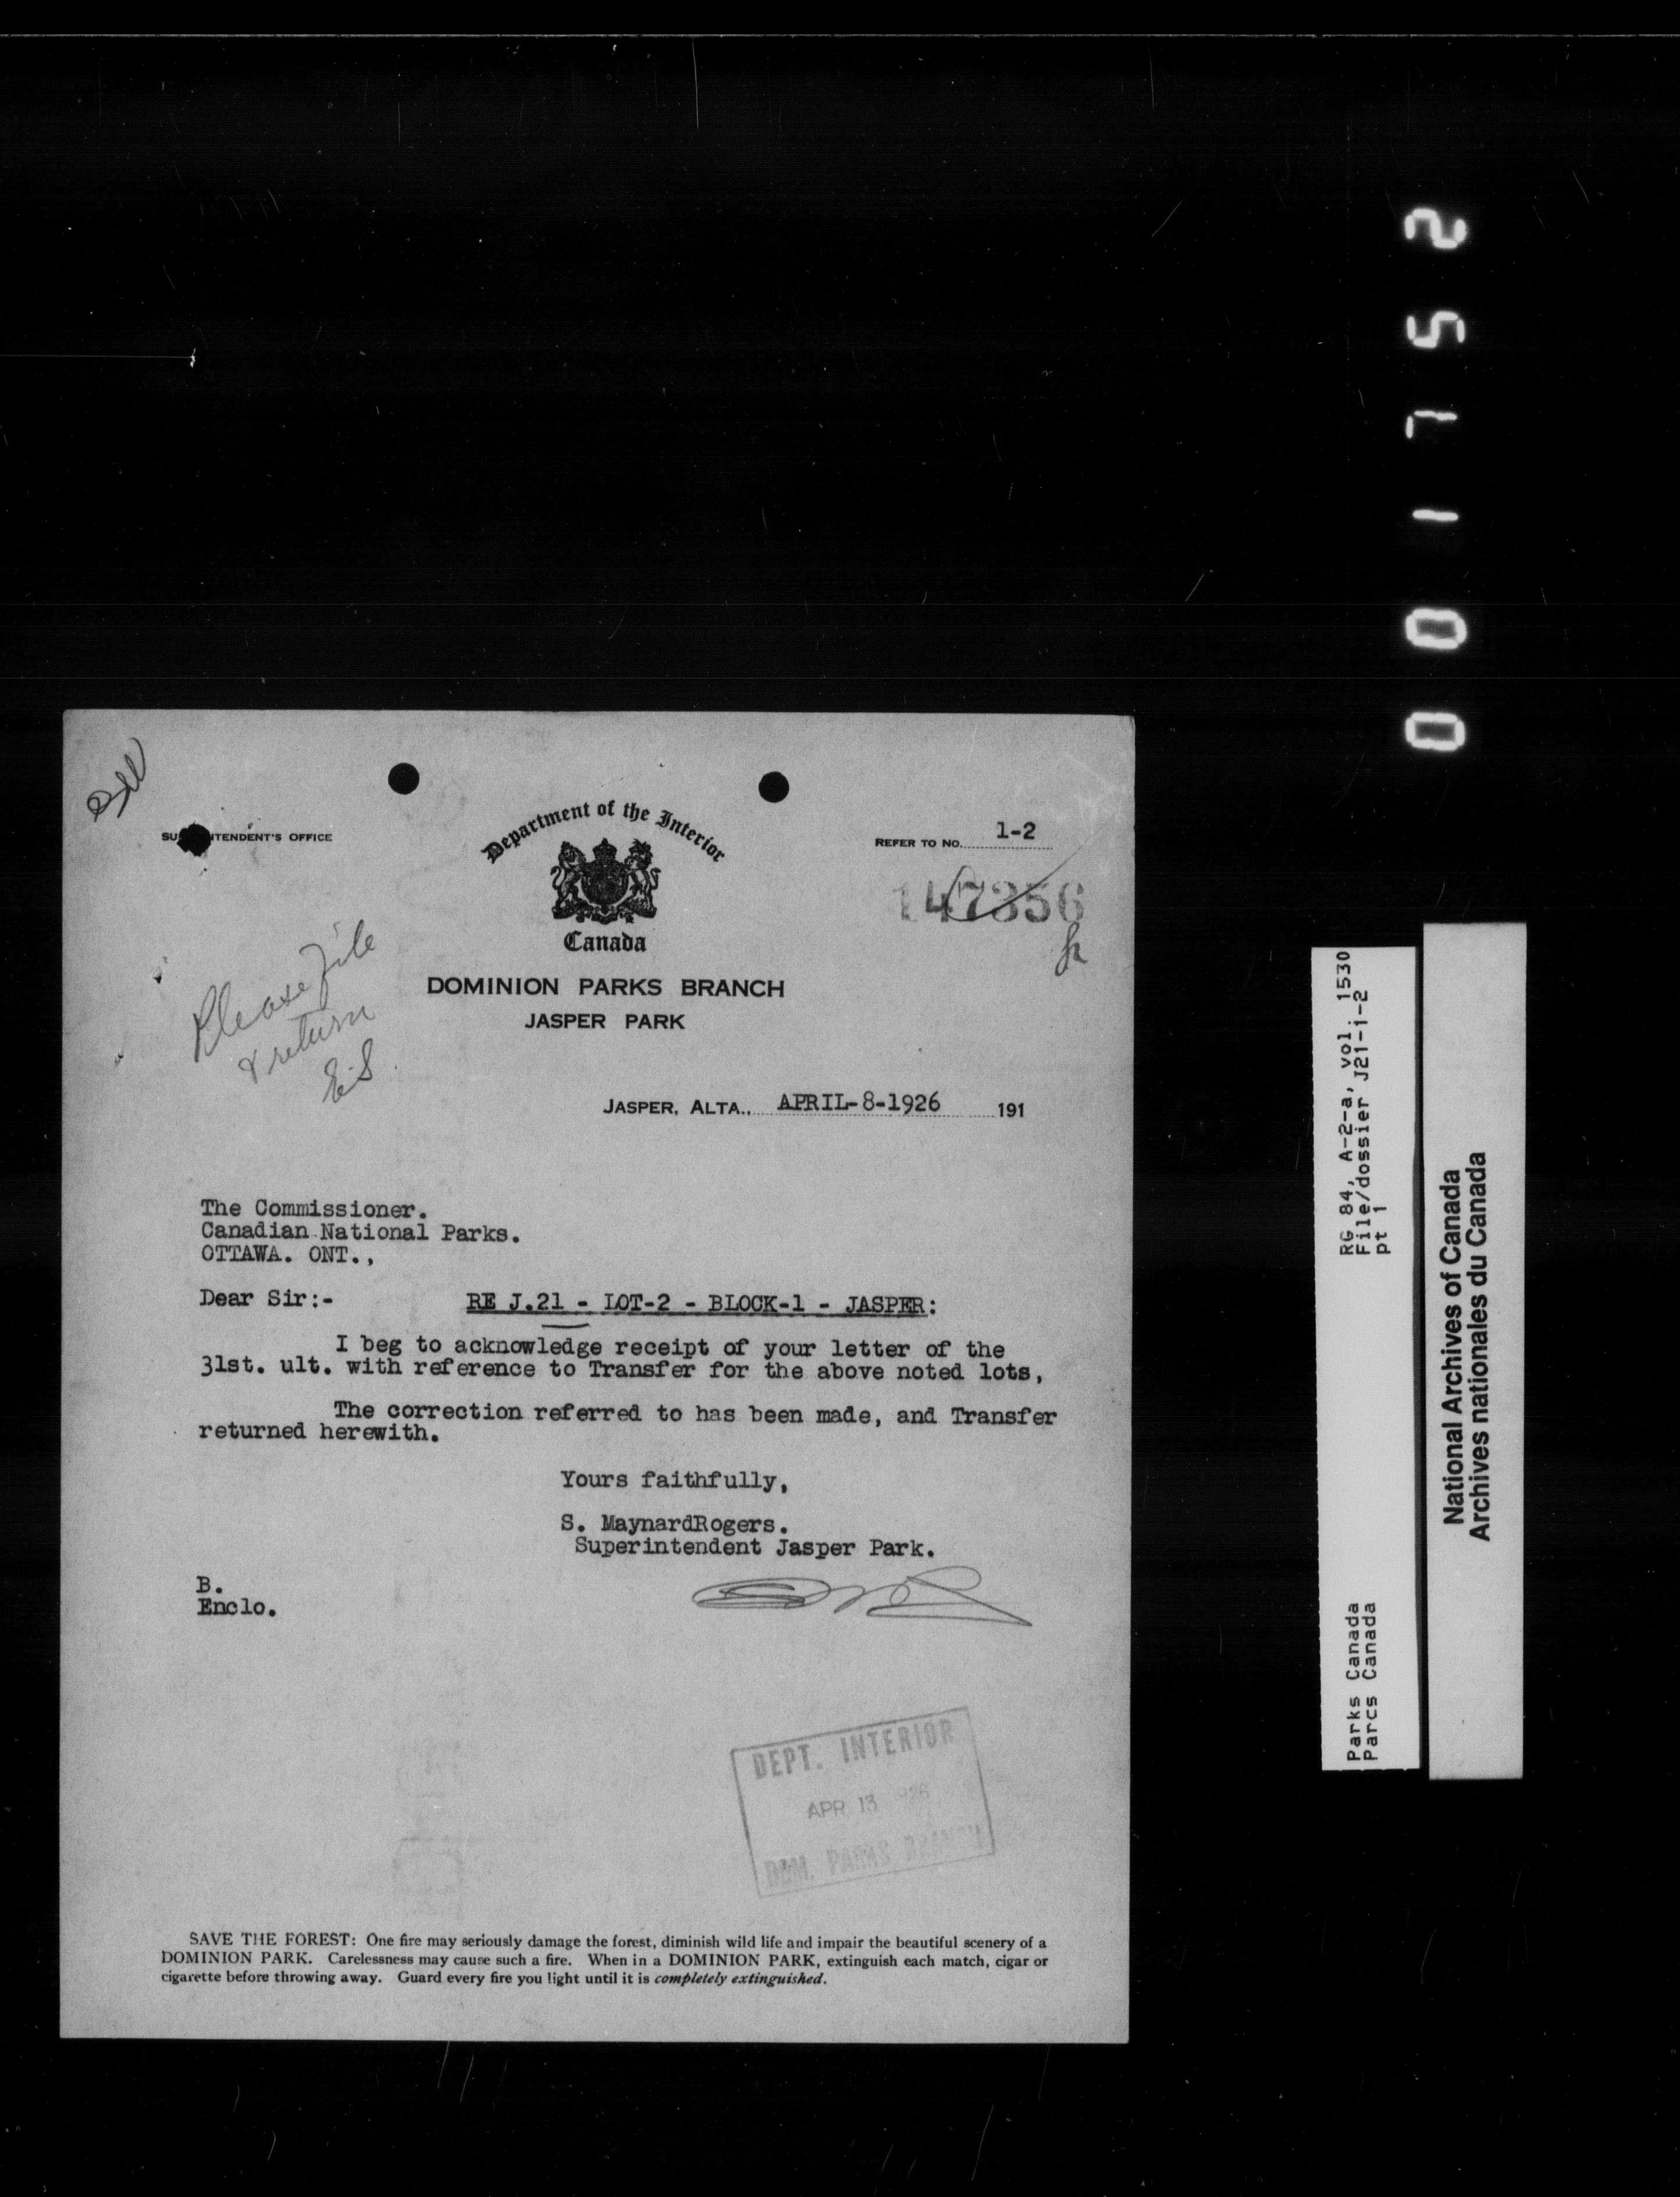 SU TENDENT'S OFFICE
Department of the Interior
Canada
REFER TO NO. 1-2
147356
DOMINION PARKS BRANCH
JASPER PARK
Please file
& return
E.S.
JASPER, ALTA., APRIL-8-1926 191
The Commissioner.
Canadian National Parks.
OTTAWA. ONT.,
Dear Sir:- RE J.21 - LOT-2 - BLOCK-1 - JASPER:
I beg to acknowledge receipt of your letter of the
31st. ult. with reference to Transfer for the above noted lots,
The correction referred to has been made, and Transfer
returned herewith.
Yours faithfully,
S. MaynardRogers.
Superintendent Jasper Park.
B.
Enclo.
DEPT. INTERIOR
APR 13 1926
DOM. PARKS BRANCH
SAVE THE FOREST: One fire may seriously damage the forest, diminish wild life and impair the beautiful scenery of a
DOMINION PARK. Carelessness may cause such a fire. When in a DOMINION PARK, extinguish each match, cigar or
cigarette before throwing away. Guard every fire you light until it is completely extinguished.
001752
RG 84, A-2-a, vol. 1530
File/dossier J21-1-2
pt 1
Parks Canada
Parcs Canada
National Archives of Canada
Archives nationales du Canada